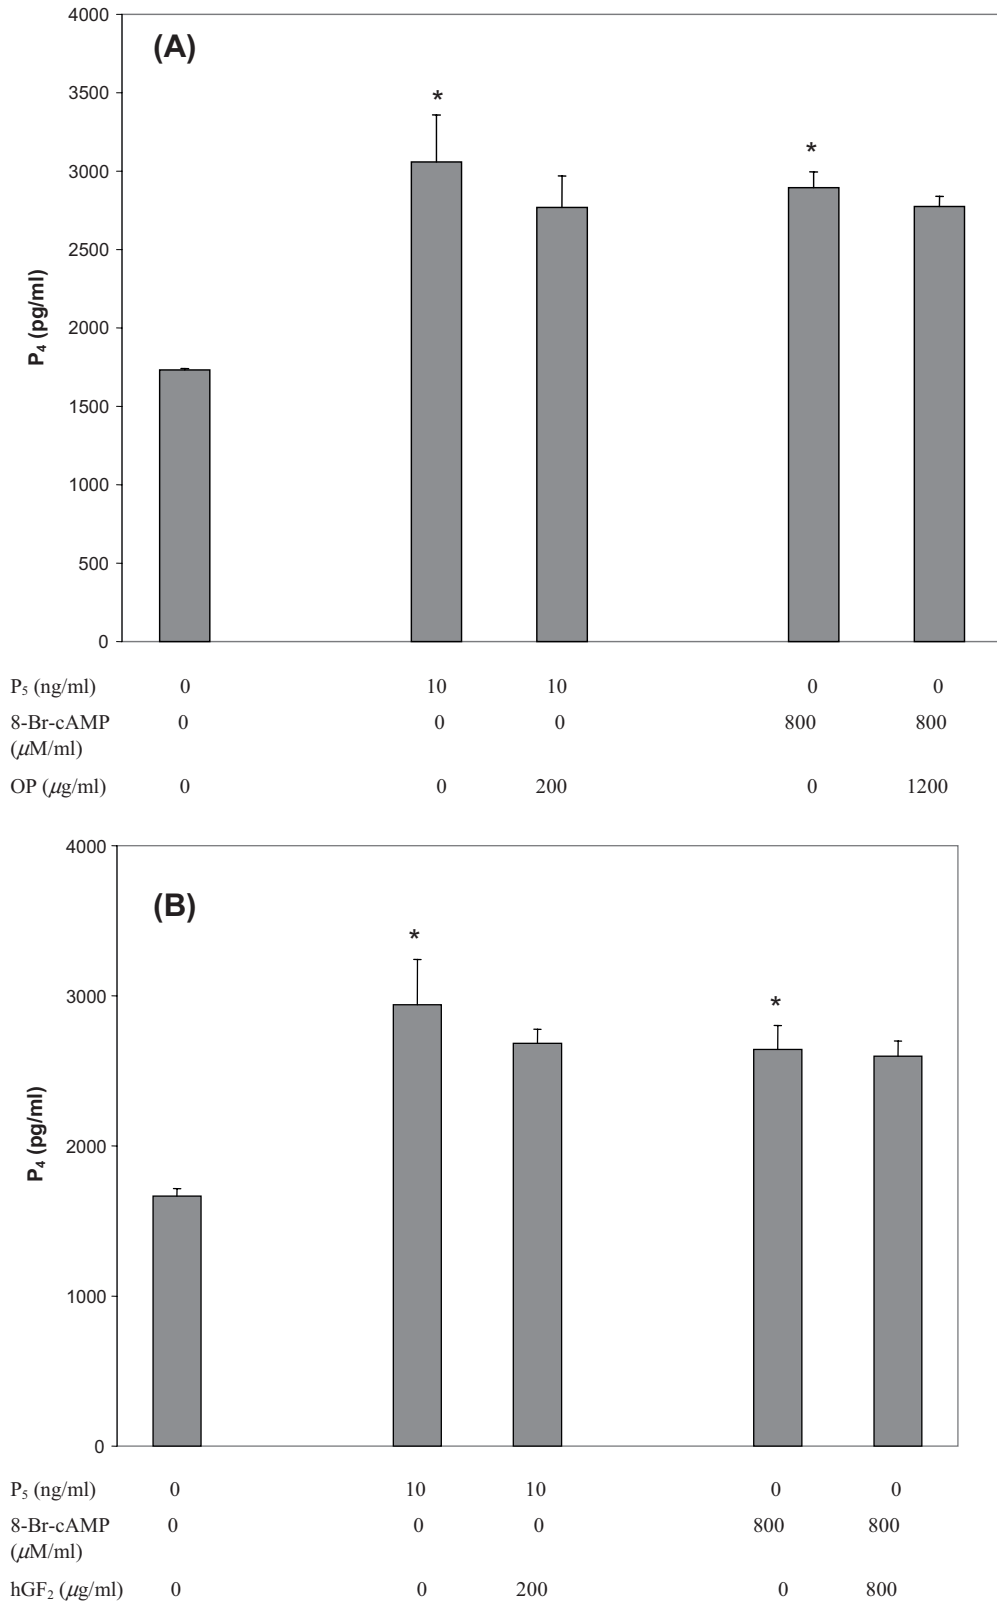 4000
(A)
3500
*
*
3000
2500
P₄ (pg/ml)
2000
1500
1000
500
0
P₅ (ng/ml) 0 10 10 0 0
8-Br-cAMP 0 0 0 800 800
(μM/ml)
OP (μg/ml) 0 0 200 0 1200
4000
(B)
*
3000
*
P₄ (pg/ml)
2000
1000
0
P₅ (ng/ml) 0 10 10 0 0
8-Br-cAMP 0 0 0 800 800
(μM/ml)
hGF₂ (μg/ml) 0 0 200 0 800